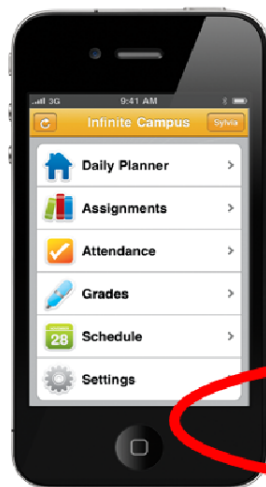 3G 9:41 AM
Infinite Campus Sylvia
Daily Planner
Assignments
Attendance
Grades
28 Schedule
Settings